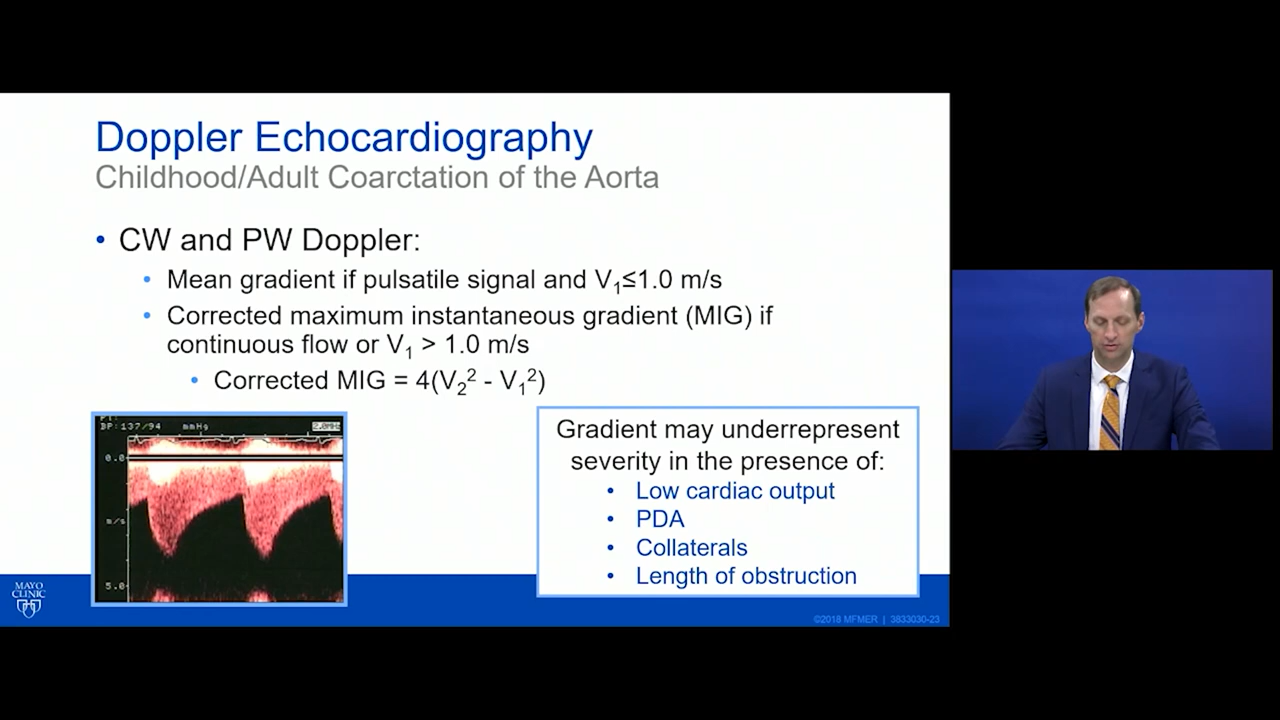 Doppler Echocardiography
Childhood/Adult Coarctation of the Aorta
• CW and PW Doppler:
• Mean gradient if pulsatile signal and V₁≤1.0 m/s
• Corrected maximum instantaneous gradient (MIG) if
continuous flow or V₁ > 1.0 m/s
• Corrected MIG = 4(V₂² - V₁²)
BP: 137/94 mmHg
0.0
m/s
5.0
Gradient may underrepresent
severity in the presence of:
• Low cardiac output
• PDA
• Collaterals
• Length of obstruction
MAYO
CLINIC
©2018 MFMER | 3833030-23